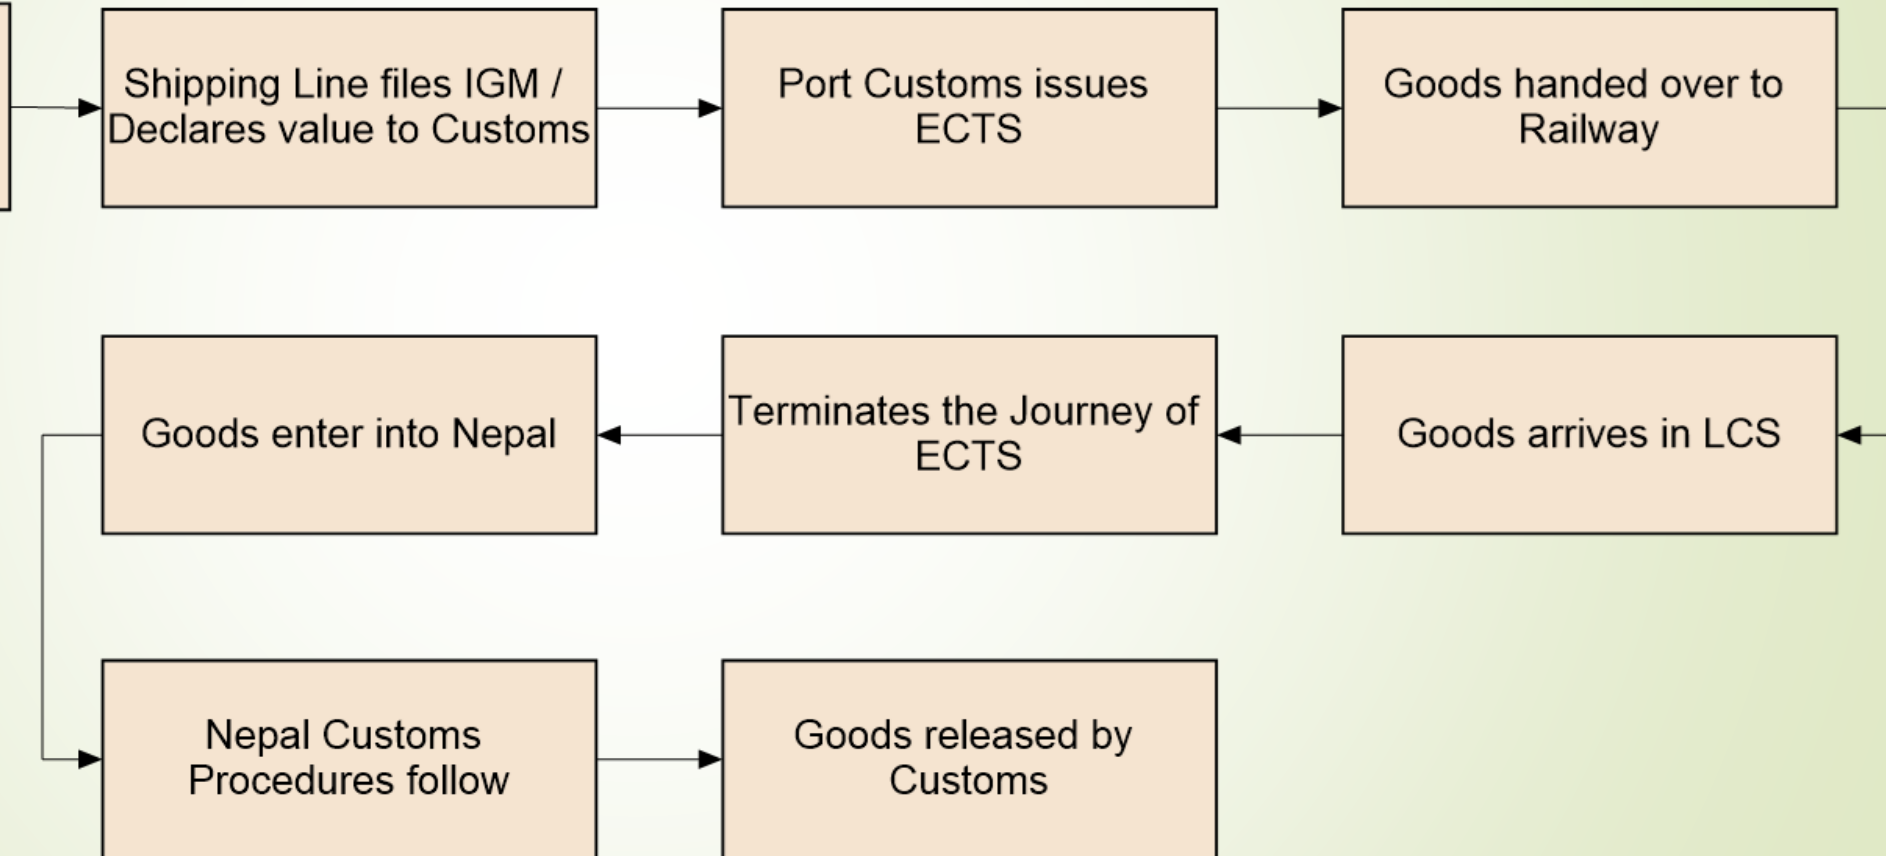 Shipping Line files IGM /
Declares value to Customs
Port Customs issues
ECTS
Goods handed over to
Railway
Goods arrives in LCS
Terminates the Journey of
ECTS
Goods enter into Nepal
Nepal Customs
Procedures follow
Goods released by
Customs